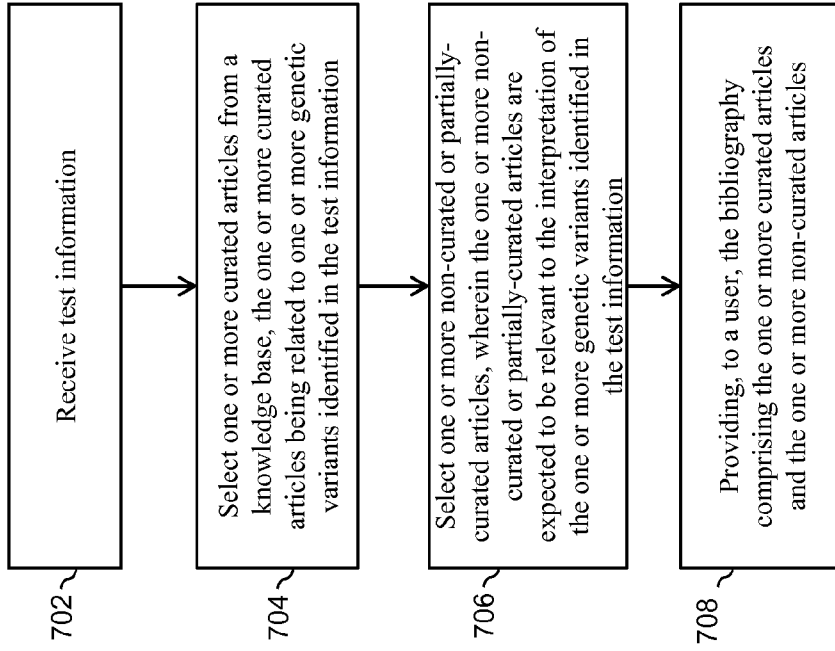 702
Receive test information
704
Select one or more curated articles from a
knowledge base, the one or more curated
articles being related to one or more genetic
variants identified in the test information
706
Select one or more non-curated or partially-
curated articles, wherein the one or more non-
curated or partially-curated articles are
expected to be relevant to the interpretation of
the one or more genetic variants identified in
the test information
708
Providing, to a user, the bibliography
comprising the one or more curated articles
and the one or more non-curated articles